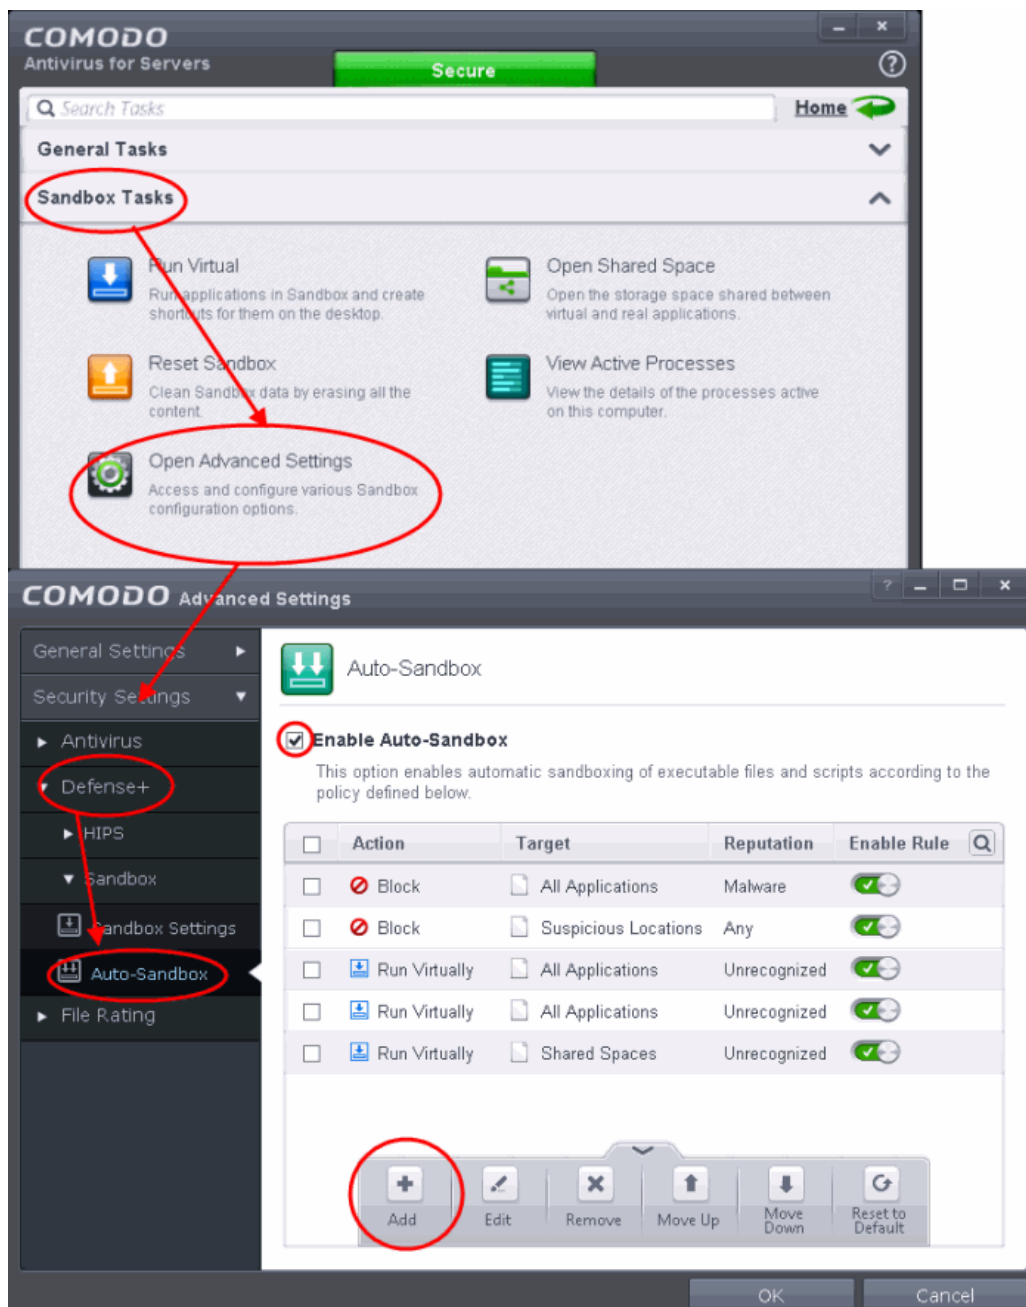 COMODO
Antivirus for Servers
Secure
?
Search Tasks
Home
General Tasks
Sandbox Tasks
Run Virtual
Run applications in Sandbox and create
shortcuts for them on the desktop.
Open Shared Space
Open the storage space shared between
virtual and real applications.
Reset Sandbox
Clean Sandbox data by erasing all the
content.
View Active Processes
View the details of the processes active
on this computer.
Open Advanced Settings
Access and configure various Sandbox
configuration options.
COMODO Advanced Settings
?
General Settings
Security Settings
Antivirus
Defense+
HIPS
Sandbox
Sandbox Settings
Auto-Sandbox
File Rating
Auto-Sandbox
Enable Auto-Sandbox
This option enables automatic sandboxing of executable files and scripts according to the
policy defined below.
Action Target Reputation Enable Rule
Block All Applications Malware
Block Suspicious Locations Any
Run Virtually All Applications Unrecognized
Run Virtually All Applications Unrecognized
Run Virtually Shared Spaces Unrecognized
Add
Edit
Remove
Move Up
Move
Down
Reset to
Default
OK
Cancel